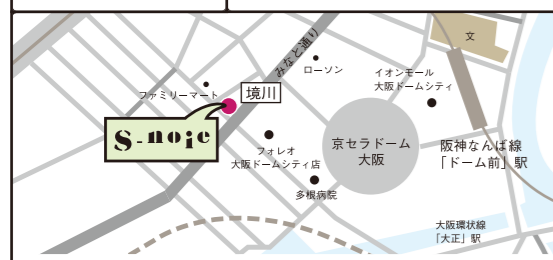 文
みなと通り
ローソン
イオンモール
大阪ドームシティ
ファミリーマート
境川
S-noie
フォレオ
大阪ドームシティ店
京セラドーム
大阪
阪神なんば線
「ドーム前」駅
多根病院
大阪環状線
「大正」駅